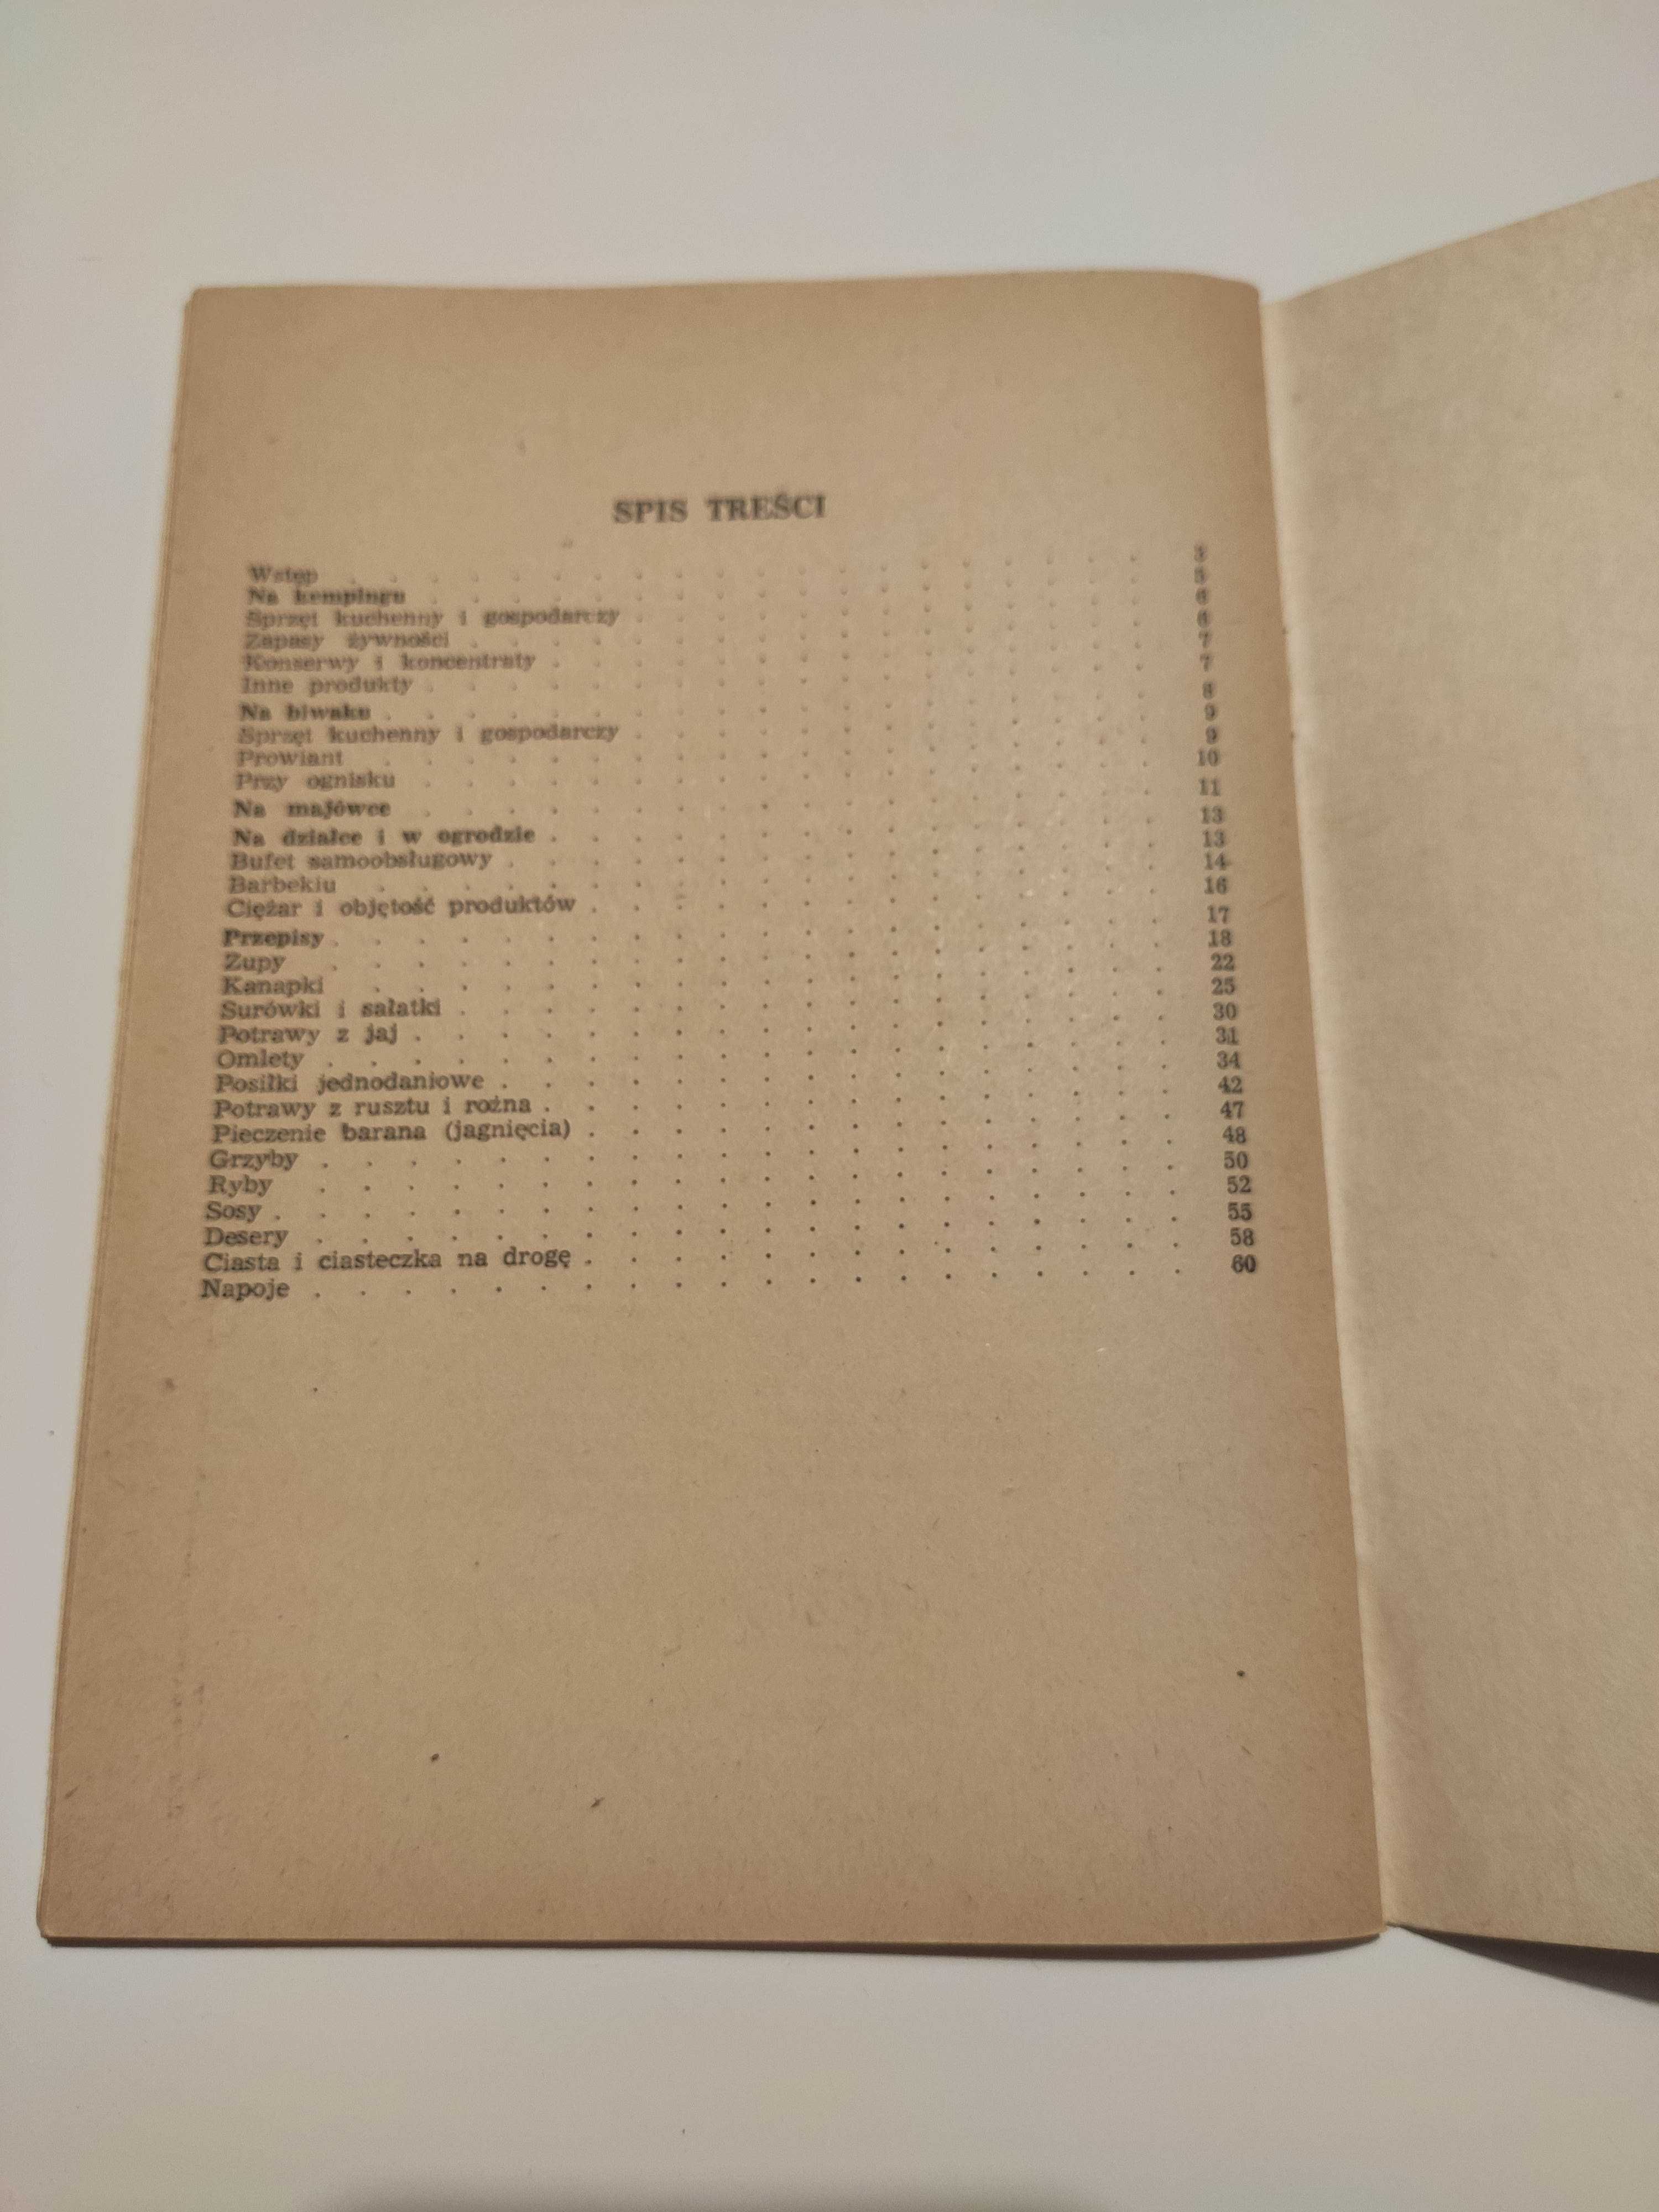 SPIS TREŚCI
Wstęp . . . . . . . . . . 3
Na kempingu . . . . . . . . . . 5
Sprzęt kuchenny i gospodarczy . . . . . . . . . . 6
Zapasy żywności . . . . . . . . . . 6
Konserwy i koncentraty . . . . . . . . . . 7
Inne produkty . . . . . . . . . . 7
Na biwaku . . . . . . . . . . 8
Sprzęt kuchenny i gospodarczy . . . . . . . . . . 9
Prowiant . . . . . . . . . . 9
Przy ognisku . . . . . . . . . . 10
Na majówce . . . . . . . . . . 11
Na działce i w ogrodzie . . . . . . . . . . 13
Bufet samoobsługowy . . . . . . . . . . 13
Barbekiu . . . . . . . . . . 14
Ciężar i objętość produktów . . . . . . . . . . 16
Przepisy . . . . . . . . . . 17
Zupy . . . . . . . . . . 18
Kanapki . . . . . . . . . . 22
Surówki i sałatki . . . . . . . . . . 25
Potrawy z jaj . . . . . . . . . . 30
Omlety . . . . . . . . . . 31
Posiłki jednodaniowe . . . . . . . . . . 34
Potrawy z rusztu i rożna . . . . . . . . . . 42
Pieczenie barana (jagnięcia) . . . . . . . . . . 47
Grzyby . . . . . . . . . . 48
Ryby . . . . . . . . . . 50
Sosy . . . . . . . . . . 52
Desery . . . . . . . . . . 55
Ciasta i ciasteczka na drogę . . . . . . . . . . 58
Napoje . . . . . . . . . . 60